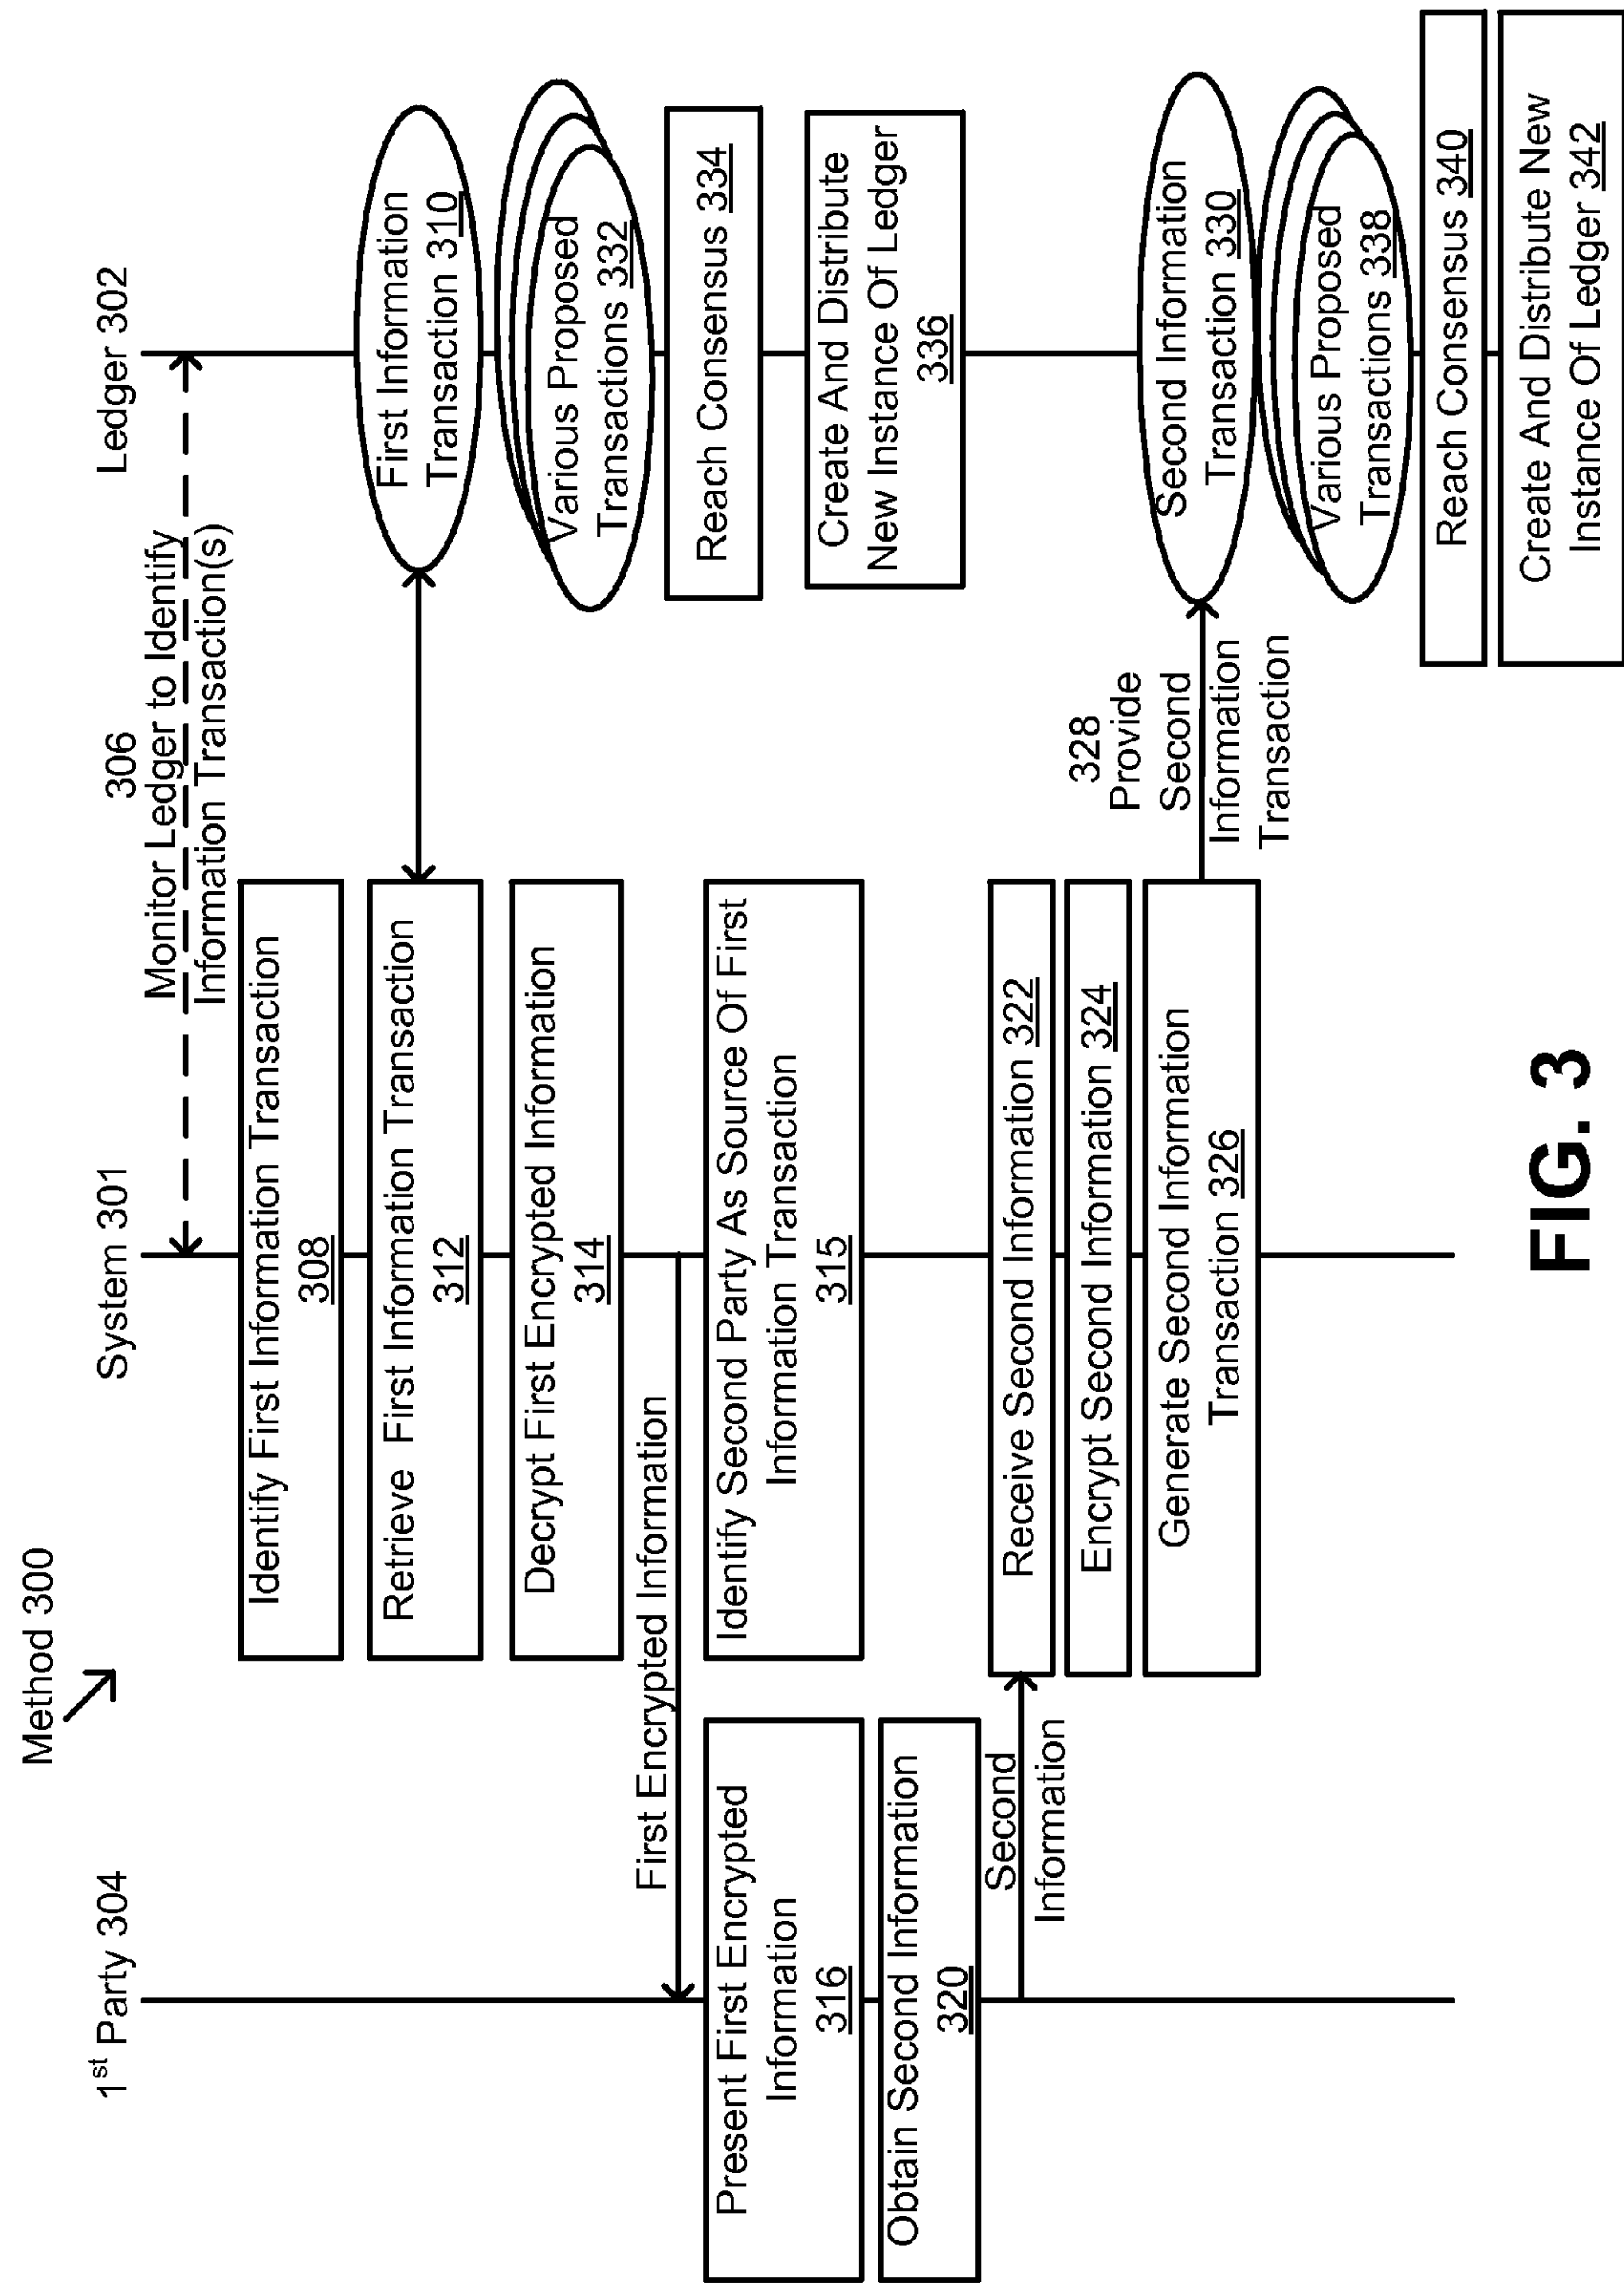 Method 300
1st Party 304
System 301
Ledger 302
306
Monitor Ledger to Identify
Information Transaction(s)
Identify First Information Transaction
308
Retrieve First Information Transaction
312
First Information
Transaction 310
Decrypt First Encrypted Information
314
Various Proposed
Transactions 332
First Encrypted Information
Present First Encrypted
Information
316
Identify Second Party As Source Of First
Information Transaction
315
Reach Consensus 334
Create And Distribute
New Instance Of Ledger
336
Obtain Second Information
320
Second
Information
Receive Second Information 322
Encrypt Second Information 324
Generate Second Information
Transaction 326
328
Provide
Second
Information
Transaction
Second Information
Transaction 330
Various Proposed
Transactions 338
Reach Consensus 340
Create And Distribute New
Instance Of Ledger 342
FIG. 3